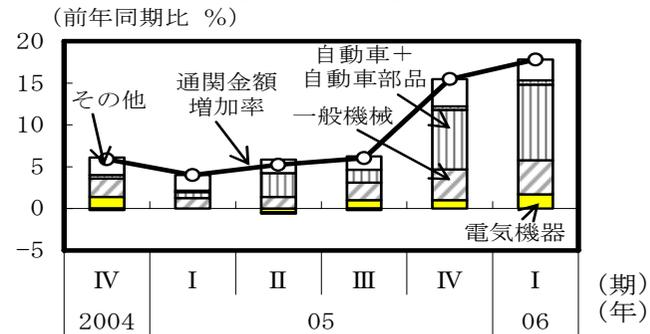 （前年同期比 %）
20
15
10
5
0
−5
その他
通関金額
増加率
自動車＋
自動車部品
一般機械
電気機器
Ⅳ Ⅰ Ⅱ Ⅲ Ⅳ Ⅰ （期）
2004 05 06 （年）